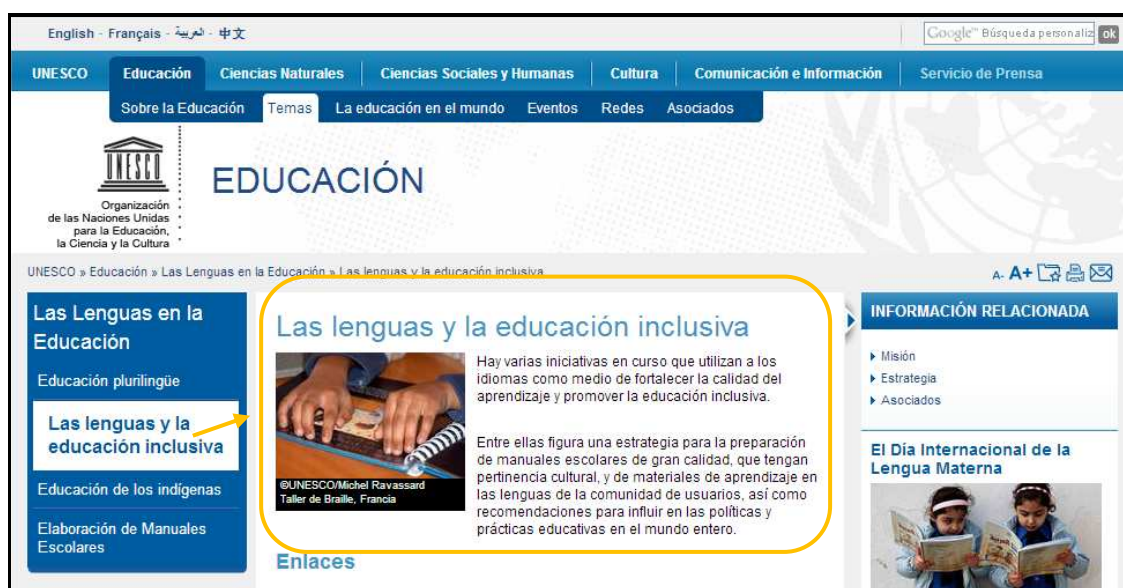 English - Français - العربية - 中文
Google™ Búsqueda personaliz ok
UNESCO Educación Ciencias Naturales Ciencias Sociales y Humanas Cultura Comunicación e Información Servicio de Prensa
Sobre la Educación Temas La educación en el mundo Eventos Redes Asociados
UNESCO
Organización
de las Naciones Unidas
para la Educación,
la Ciencia y la Cultura
EDUCACIÓN
UNESCO » Educación » Las Lenguas en la Educación » Las lenguas y la educación inclusiva
A- A+
Las Lenguas en la
Educación
Educación plurilingüe
Las lenguas y la
educación inclusiva
Educación de los indígenas
Elaboración de Manuales
Escolares
Las lenguas y la educación inclusiva
©UNESCO/Michel Ravassard
Taller de Braille, Francia
Hay varias iniciativas en curso que utilizan a los
idiomas como medio de fortalecer la calidad del
aprendizaje y promover la educación inclusiva.
Entre ellas figura una estrategia para la preparación
de manuales escolares de gran calidad, que tengan
pertinencia cultural, y de materiales de aprendizaje en
las lenguas de la comunidad de usuarios, así como
recomendaciones para influir en las políticas y
prácticas educativas en el mundo entero.
Enlaces
INFORMACIÓN RELACIONADA
Misión
Estrategia
Asociados
El Día Internacional de la
Lengua Materna